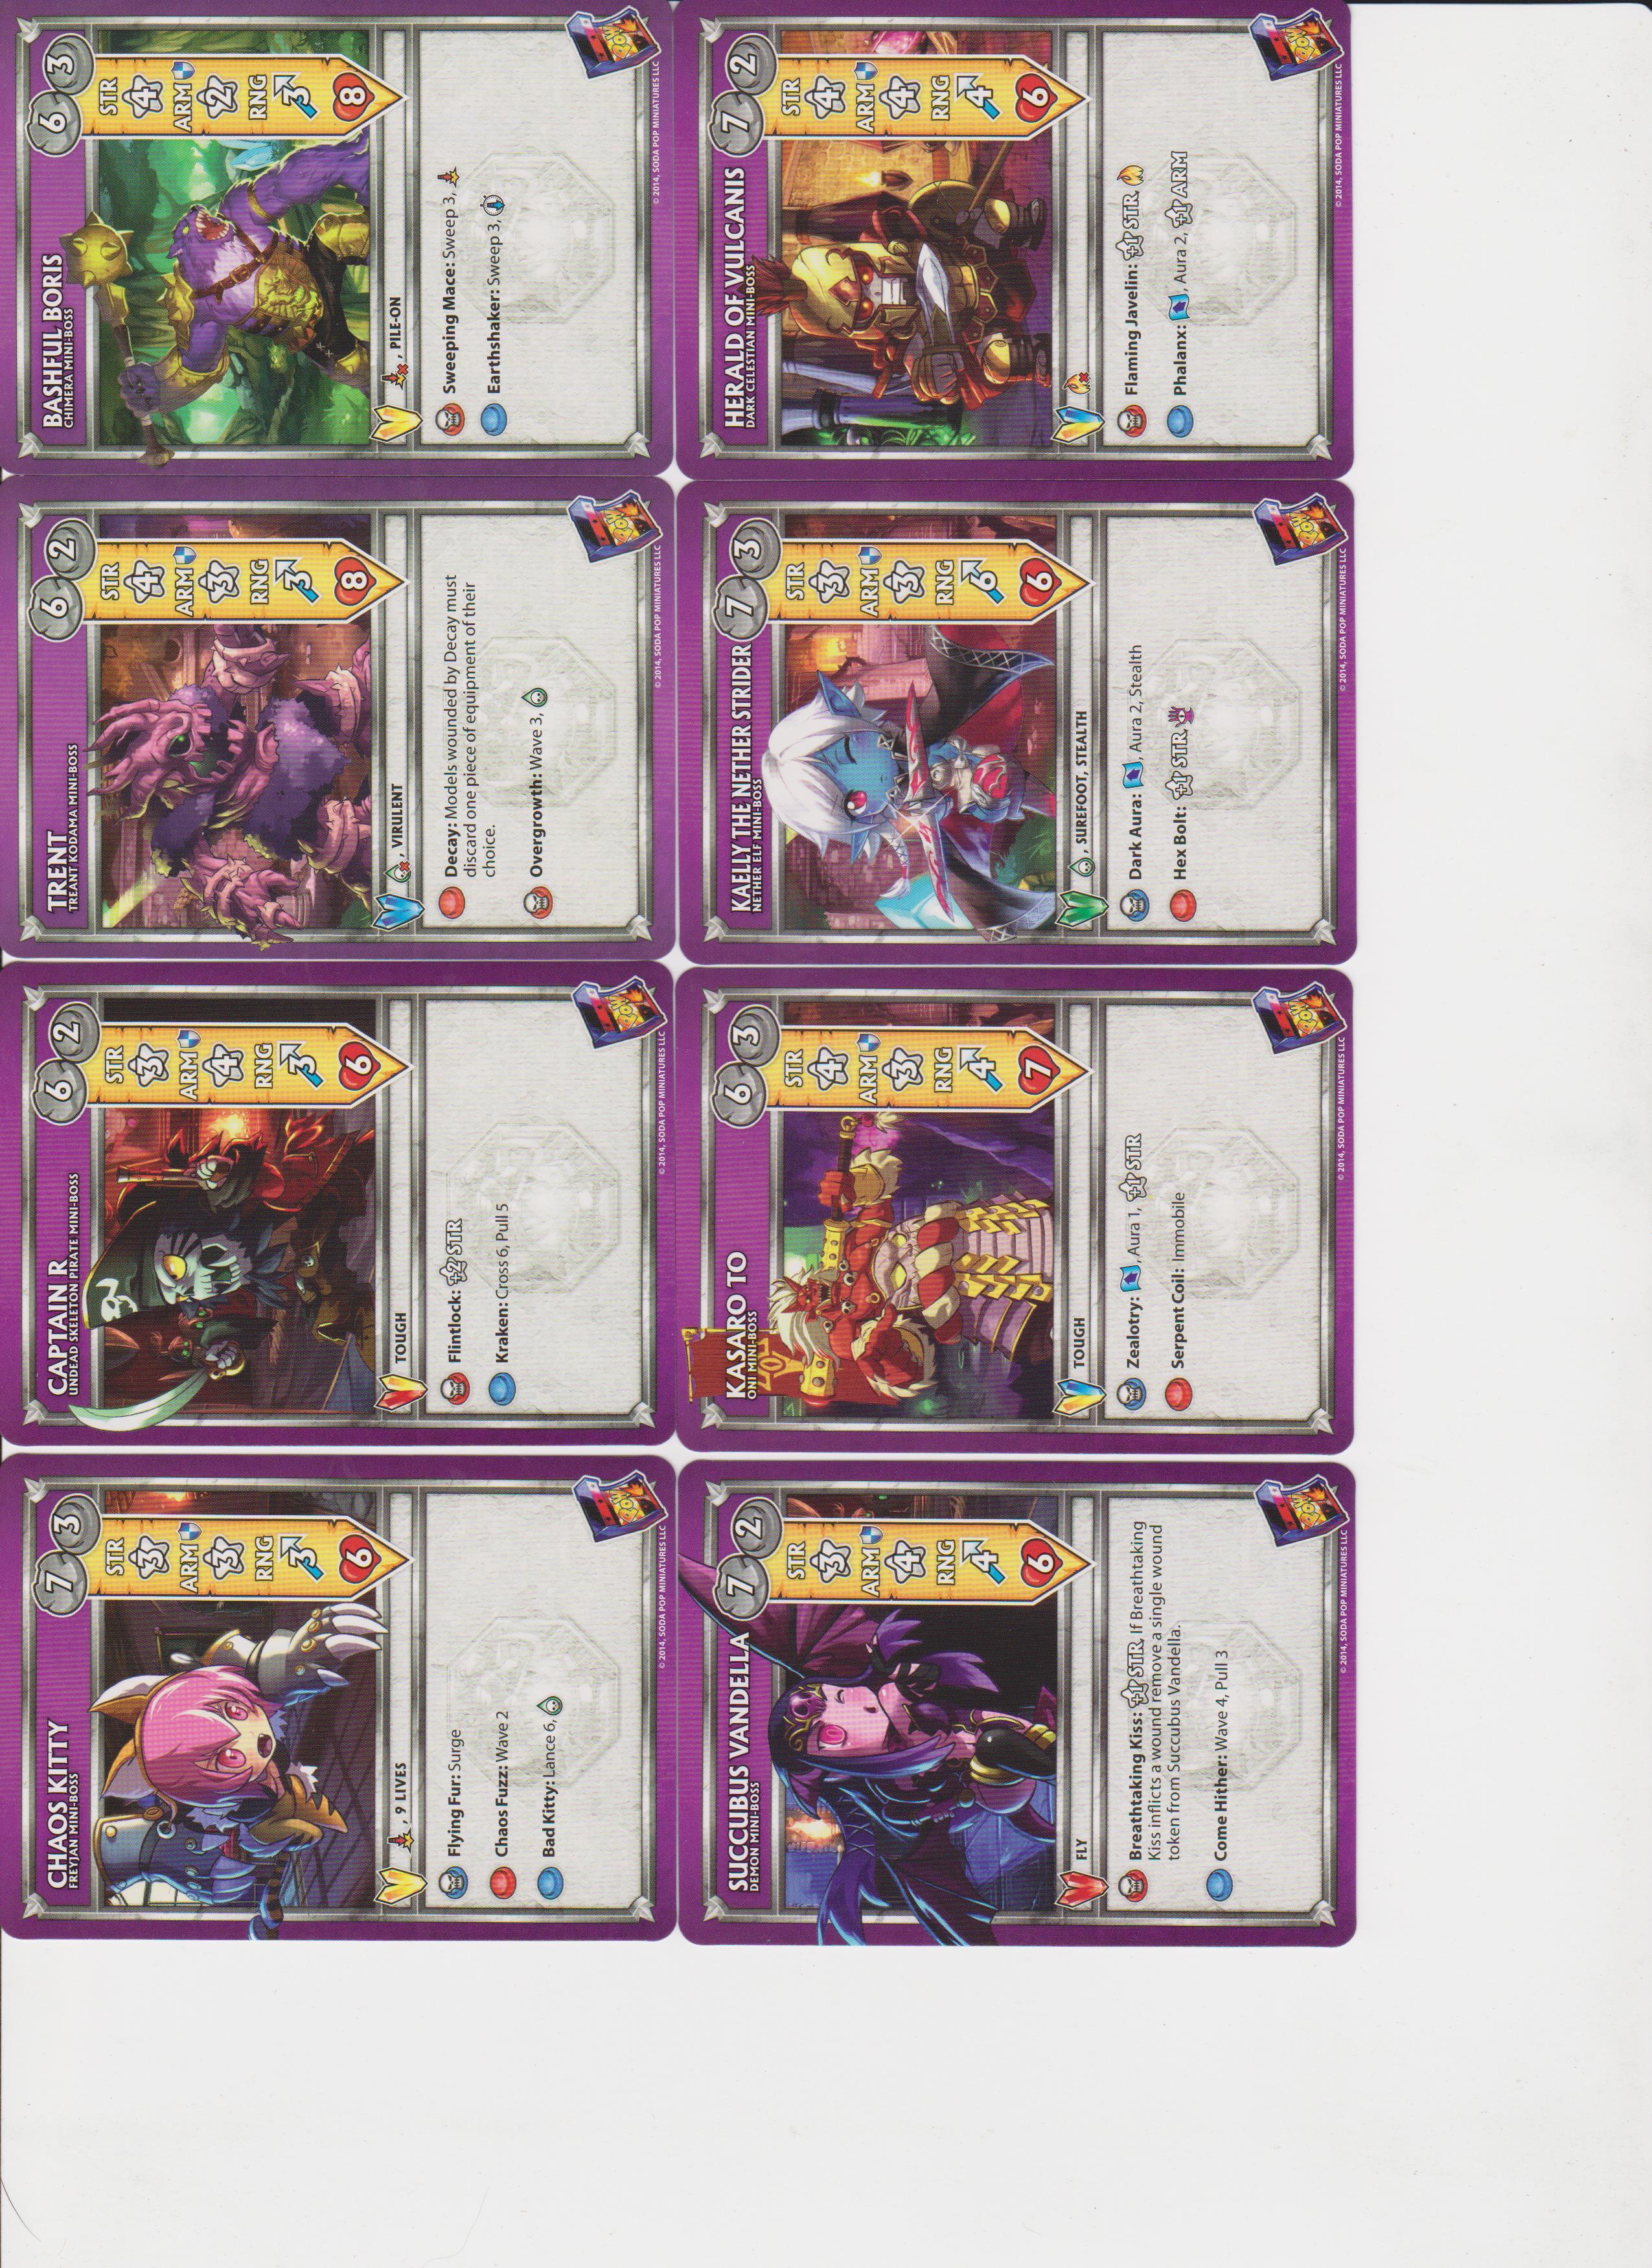 CHAOS KITTY
FREYJAN MINI-BOSS
7 3
STR
3
ARM
3
RNG
3
6
, 9 LIVES
Flying Fur: Surge
Chaos Fuzz: Wave 2
Bad Kitty: Lance 6,
POW
© 2014, SODA POP MINIATURES LLC
CAPTAIN R
UNDEAD SKELETON PIRATE MINI-BOSS
6 2
STR
3
ARM
4
RNG
3
6
TOUGH
Flintlock: +2 STR
Kraken: Cross 6, Pull 5
POW
© 2014, SODA POP MINIATURES LLC
TRENT
TREANT KODAMA MINI-BOSS
6 2
STR
4
ARM
3
RNG
3
8
, VIRULENT
Decay: Models wounded by Decay must
discard one piece of equipment of their
choice.
Overgrowth: Wave 3,
POW
© 2014, SODA POP MINIATURES LLC
BASHFUL BORIS
CHIMERA MINI-BOSS
6 3
STR
4
ARM
2
RNG
3
8
, PILE-ON
Sweeping Mace: Sweep 3,
Earthshaker: Sweep 3,
POW
© 2014, SODA POP MINIATURES LLC
SUCCUBUS VANDELLA
DEMON MINI-BOSS
7 2
STR
3
ARM
4
RNG
4
6
FLY
Breathtaking Kiss: +1 STR. If Breathtaking
Kiss inflicts a wound remove a single wound
token from Succubus Vandella.
Come Hither: Wave 4, Pull 3
POW
© 2014, SODA POP MINIATURES LLC
KASARO TO
ONI MINI-BOSS
6 3
STR
4
ARM
3
RNG
4
7
TOUGH
Zealotry: , Aura 1, +1 STR
Serpent Coil: Immobile
POW
© 2014, SODA POP MINIATURES LLC
KAELLY THE NETHER STRIDER
NETHER ELF MINI-BOSS
7 3
STR
3
ARM
3
RNG
6
6
, SUREFOOT, STEALTH
Dark Aura: , Aura 2, Stealth
Hex Bolt: +1 STR
POW
© 2014, SODA POP MINIATURES LLC
HERALD OF VULCANIS
DARK CELESTIAN MINI-BOSS
7 2
STR
4
ARM
4
RNG
4
6
Flaming Javelin: +1 STR
Phalanx: , Aura 2, +1 ARM
POW
© 2014, SODA POP MINIATURES LLC